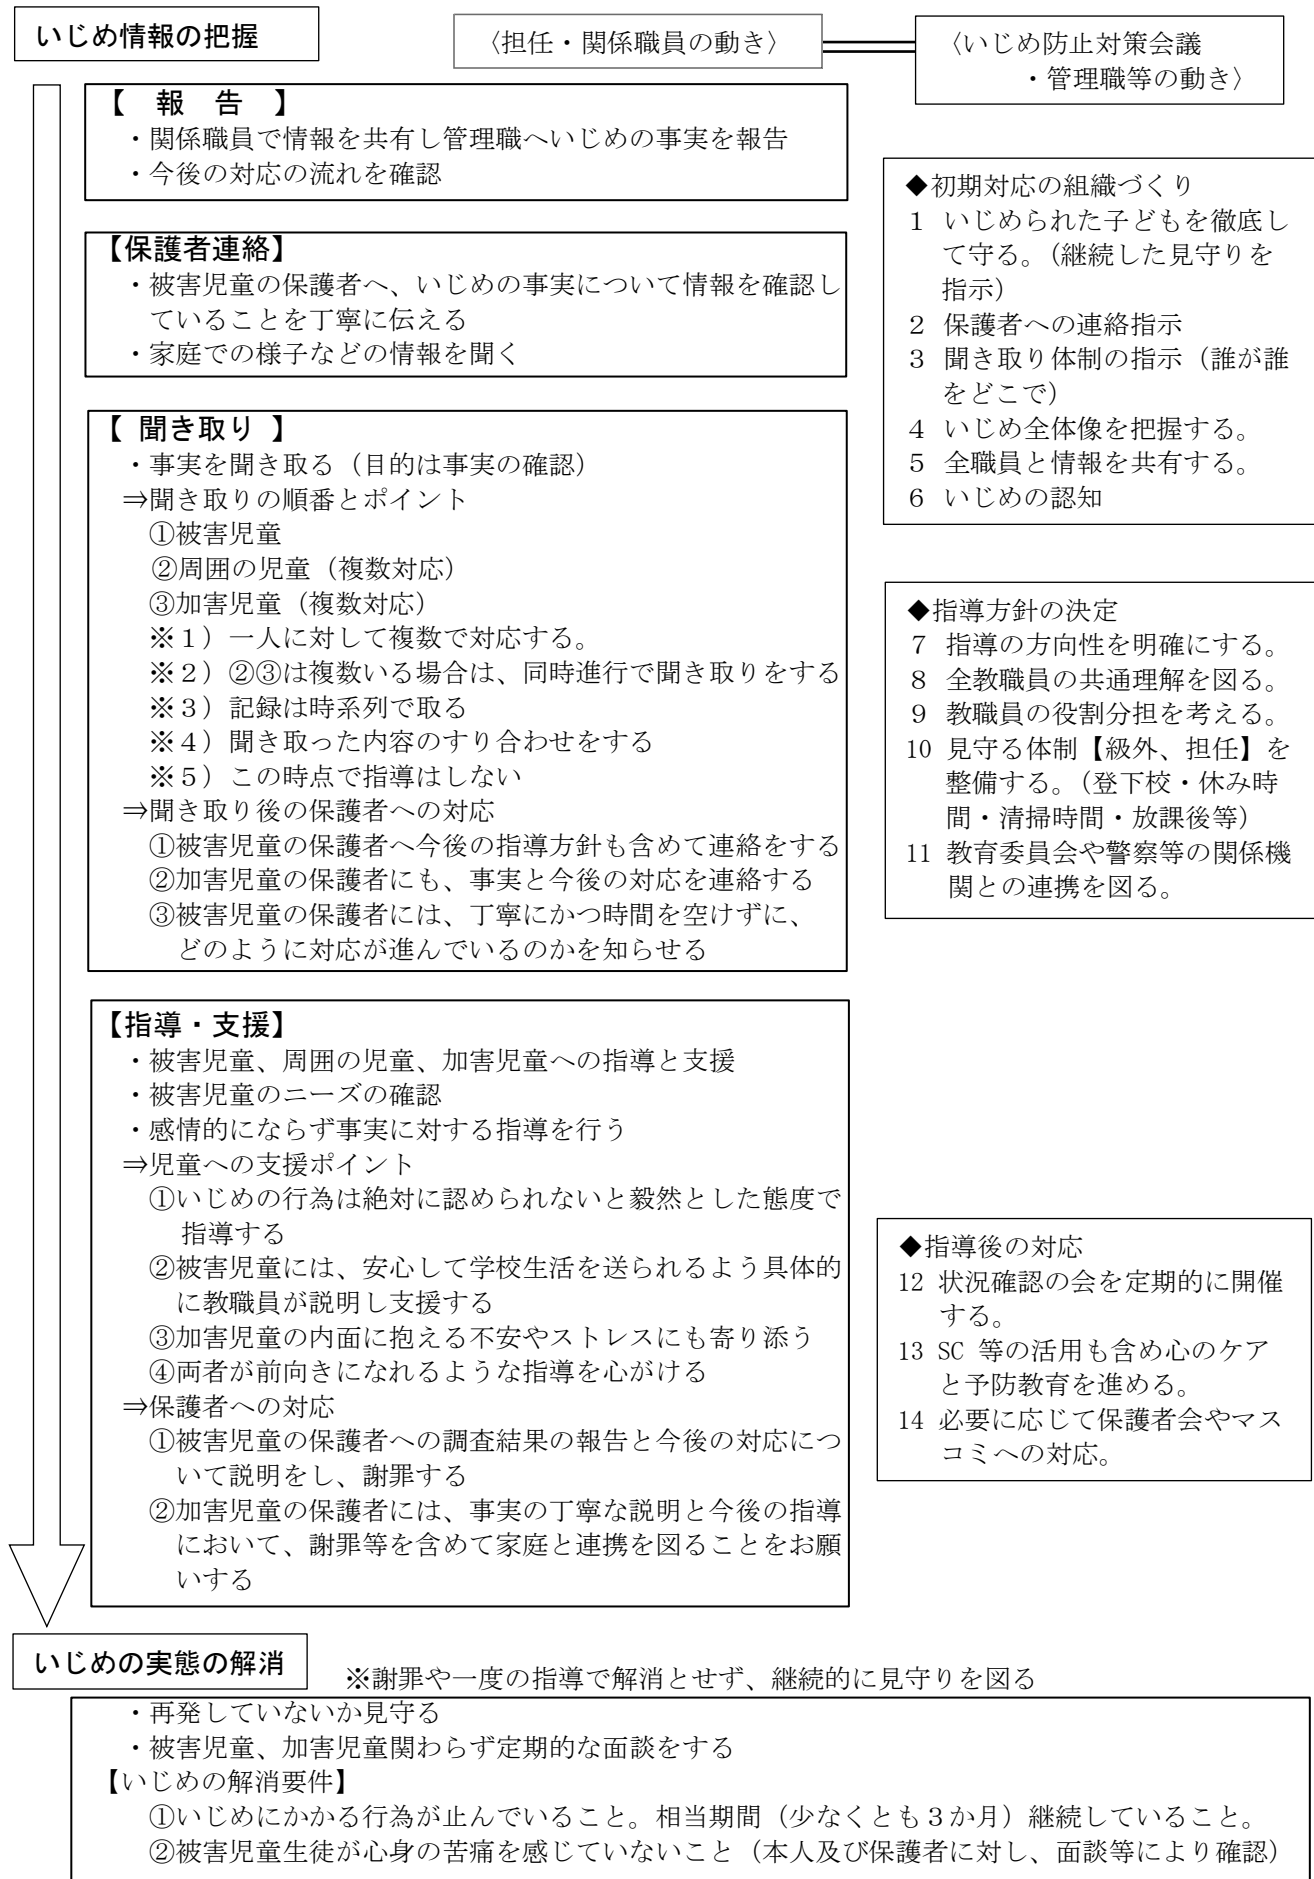 いじめ情報の把握
〈担任・関係職員の動き〉
〈いじめ防止対策会議
・管理職等の動き〉
【　報　告　】
・関係職員で情報を共有し管理職へいじめの事実を報告
・今後の対応の流れを確認
【保護者連絡】
・被害児童の保護者へ、いじめの事実について情報を確認し
ていることを丁寧に伝える
・家庭での様子などの情報を聞く
【 聞き取り 】
・事実を聞き取る（目的は事実の確認）
⇒聞き取りの順番とポイント
①被害児童
②周囲の児童（複数対応）
③加害児童（複数対応）
※１）一人に対して複数で対応する。
※２）②③は複数いる場合は、同時進行で聞き取りをする
※３）記録は時系列で取る
※４）聞き取った内容のすり合わせをする
※５）この時点で指導はしない
⇒聞き取り後の保護者への対応
①被害児童の保護者へ今後の指導方針も含めて連絡をする
②加害児童の保護者にも、事実と今後の対応を連絡する
③被害児童の保護者には、丁寧にかつ時間を空けずに、
どのように対応が進んでいるのかを知らせる
【指導・支援】
・被害児童、周囲の児童、加害児童への指導と支援
・被害児童のニーズの確認
・感情的にならず事実に対する指導を行う
⇒児童への支援ポイント
①いじめの行為は絶対に認められないと毅然とした態度で
指導する
②被害児童には、安心して学校生活を送られるよう具体的
に教職員が説明し支援する
③加害児童の内面に抱える不安やストレスにも寄り添う
④両者が前向きになれるような指導を心がける
⇒保護者への対応
①被害児童の保護者への調査結果の報告と今後の対応につ
いて説明をし、謝罪する
②加害児童の保護者には、事実の丁寧な説明と今後の指導
において、謝罪等を含めて家庭と連携を図ることをお願
いする
◆初期対応の組織づくり
１ いじめられた子どもを徹底し
て守る。（継続した見守りを
指示）
２ 保護者への連絡指示
３ 聞き取り体制の指示（誰が誰
をどこで）
４ いじめ全体像を把握する。
５ 全職員と情報を共有する。
６ いじめの認知
◆指導方針の決定
７ 指導の方向性を明確にする。
８ 全教職員の共通理解を図る。
９ 教職員の役割分担を考える。
10 見守る体制【級外、担任】を
整備する。（登下校・休み時
間・清掃時間・放課後等）
11 教育委員会や警察等の関係機
関との連携を図る。
◆指導後の対応
12 状況確認の会を定期的に開催
する。
13 SC 等の活用も含め心のケア
と予防教育を進める。
14 必要に応じて保護者会やマス
コミへの対応。
いじめの実態の解消
※謝罪や一度の指導で解消とせず、継続的に見守りを図る
・再発していないか見守る
・被害児童、加害児童関わらず定期的な面談をする
【いじめの解消要件】
①いじめにかかる行為が止んでいること。相当期間（少なくとも３か月）継続していること。
②被害児童生徒が心身の苦痛を感じていないこと（本人及び保護者に対し、面談等により確認）